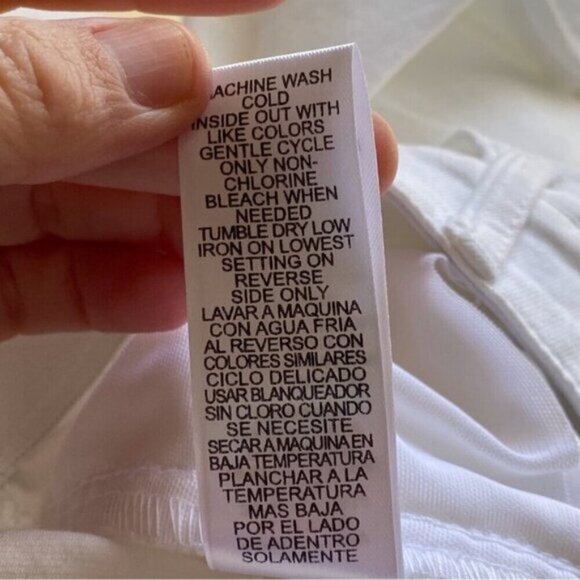 MACHINE WASH
COLD
INSIDE OUT WITH
LIKE COLORS
GENTLE CYCLE
ONLY NON-
CHLORINE
BLEACH WHEN
NEEDED
TUMBLE DRY LOW
IRON ON LOWEST
SETTING ON
REVERSE
SIDE ONLY
LAVAR A MAQUINA
CON AGUA FRIA
AL REVERSO CON
COLORES SIMILARES
CICLO DELICADO
USAR BLANQUEADOR
SIN CLORO CUANDO
SE NECESITE
SECAR A MAQUINA EN
BAJA TEMPERATURA
PLANCHAR A LA
TEMPERATURA
MAS BAJA
POR EL LADO
DE ADENTRO
SOLAMENTE